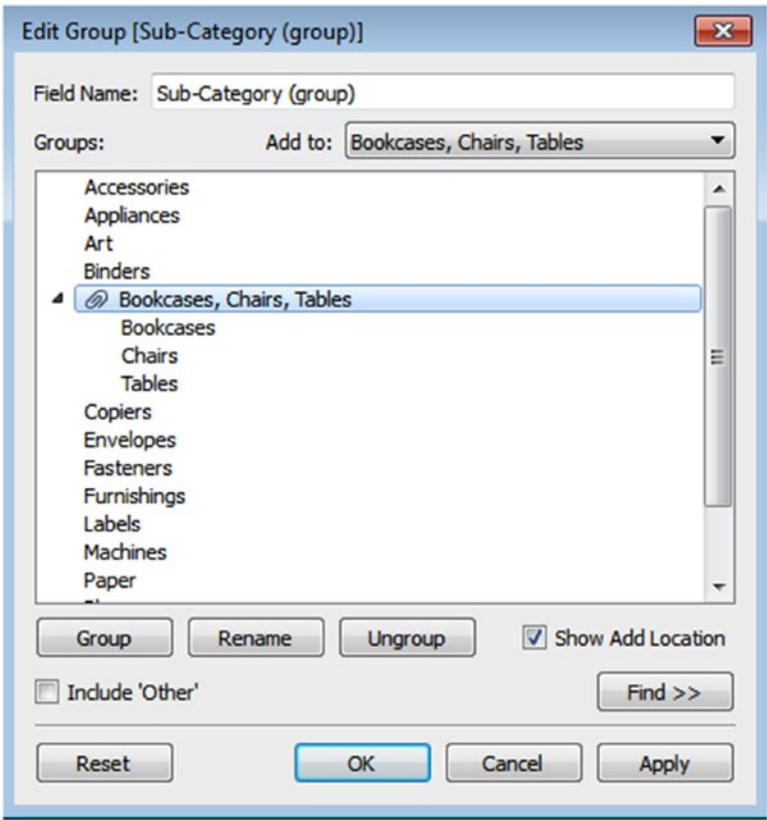 Edit Group [Sub-Category (group)]
Field Name: Sub-Category (group)
Groups: Add to: Bookcases, Chairs, Tables
Accessories
Appliances
Art
Binders
Bookcases, Chairs, Tables
Bookcases
Chairs
Tables
Copiers
Envelopes
Fasteners
Furnishings
Labels
Machines
Paper
Group Rename Ungroup Show Add Location
Include 'Other' Find >>
Reset OK Cancel Apply